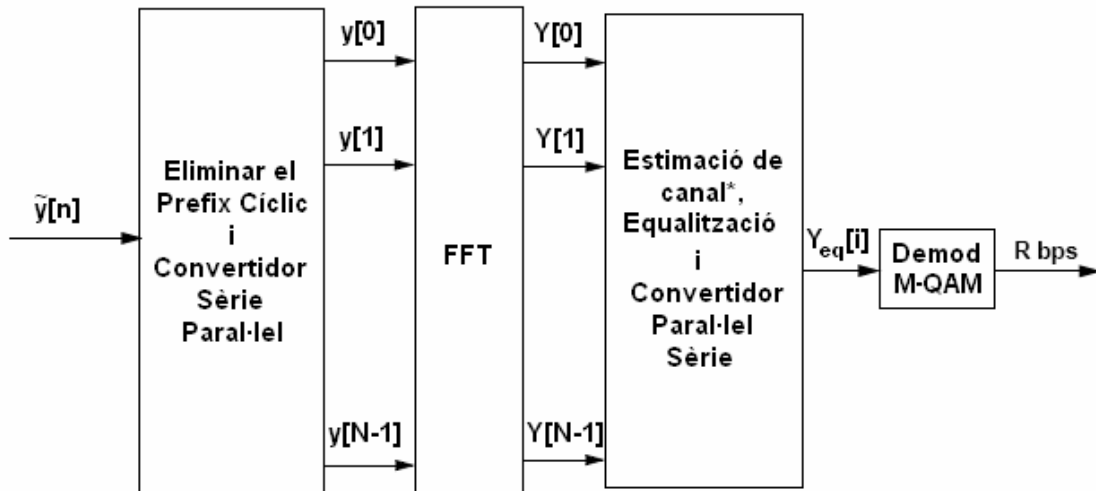 ỹ[n]
Eliminar el
Prefix Cíclic
i
Convertidor
Sèrie
Paral·lel
y[0]
y[1]
y[N-1]
FFT
Y[0]
Y[1]
Y[N-1]
Estimació de
canal*,
Equalització
i
Convertidor
Paral·lel
Sèrie
Yeq[i]
Demod
M-QAM
R bps